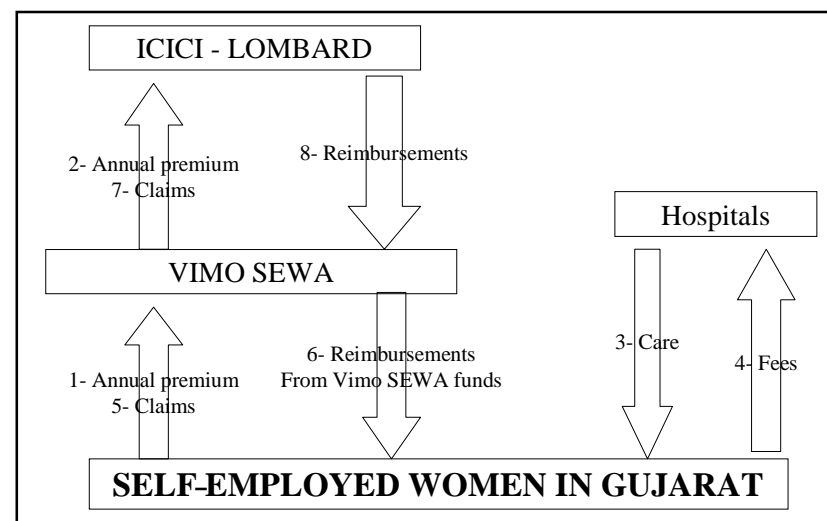 ICICI - LOMBARD
2- Annual premium
7- Claims
8- Reimbursements
Hospitals
VIMO SEWA
1- Annual premium
5- Claims
6- Reimbursements
From Vimo SEWA funds
3- Care
4- Fees
SELF-EMPLOYED WOMEN IN GUJARAT